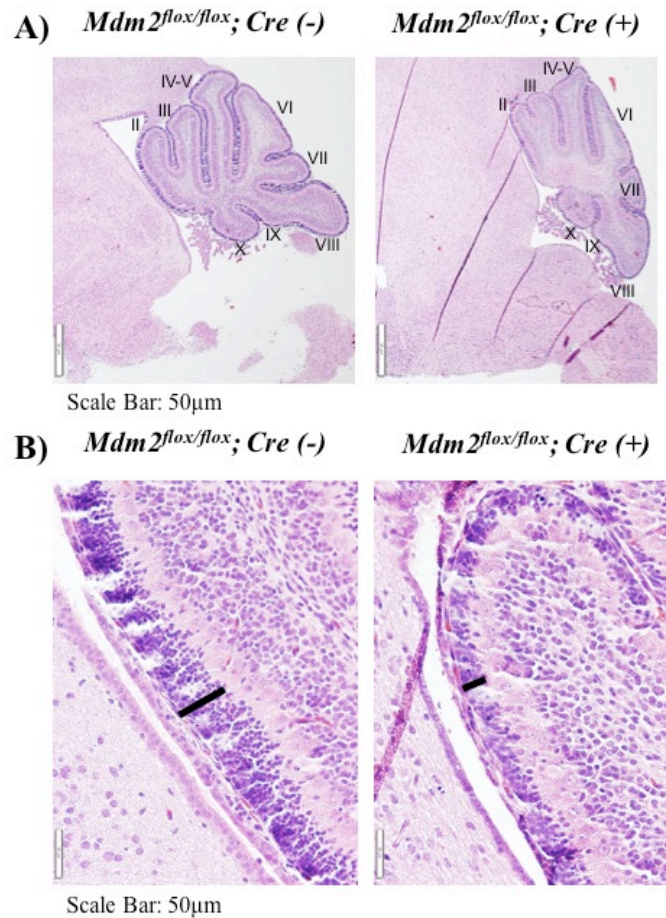 A) Mdm2flox/flox; Cre (-) Mdm2flox/flox; Cre (+)
IV-V
III
II
VI
VII
X
IX
VIII
IV-V
III
II
VI
VII
X
IX
VIII
Scale Bar: 50μm
B) Mdm2flox/flox; Cre (-) Mdm2flox/flox; Cre (+)
Scale Bar: 50μm